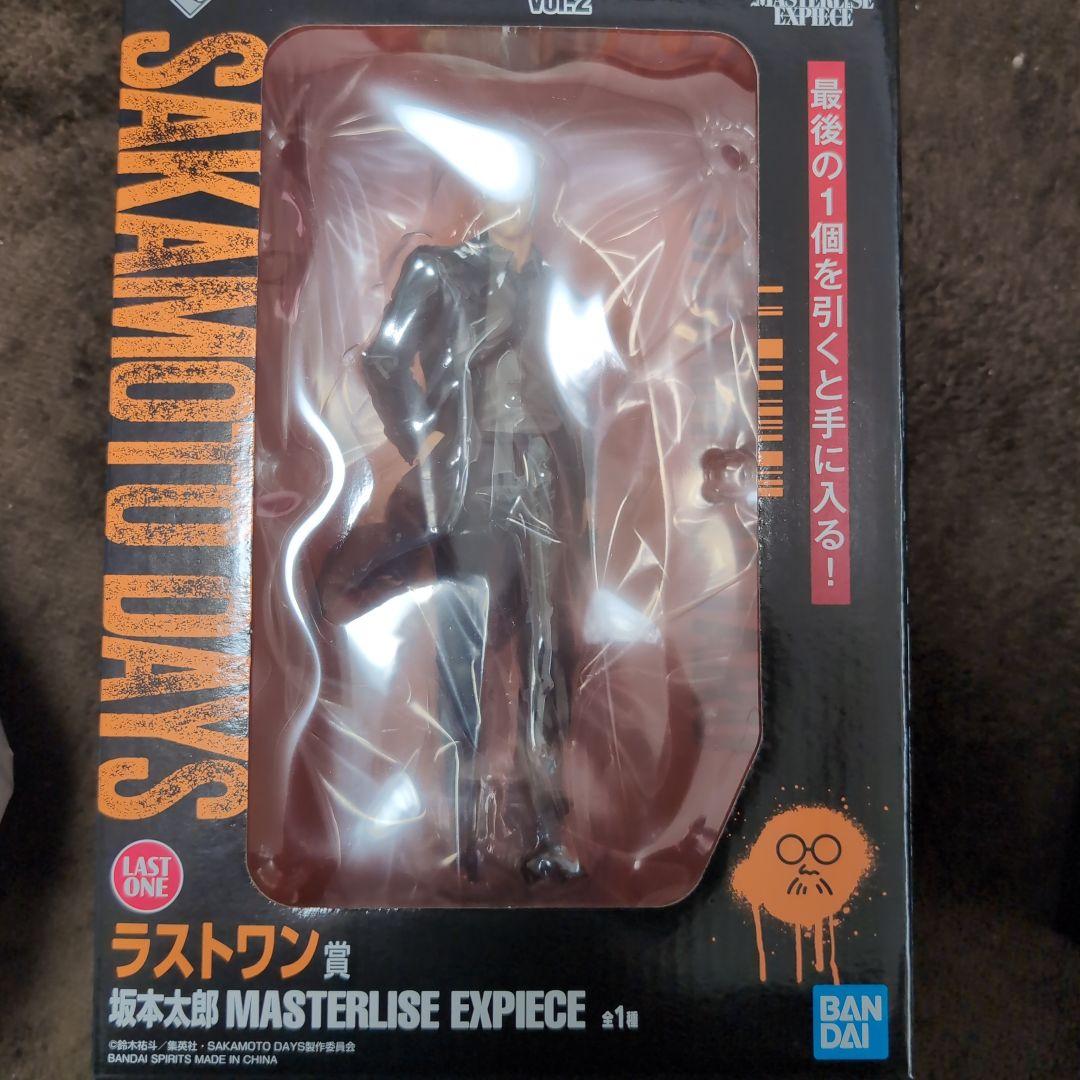 vol.2
MASTERLISE
EXPIECE
SAKAMOTO DAYS
最後の1個を引くと手に入る!
LAST
ONE
ラストワン賞
坂本太郎 MASTERLISE EXPIECE 全1種
©鈴木祐斗/集英社・SAKAMOTO DAYS製作委員会
BANDAI SPIRITS MADE IN CHINA
BAN
DAI